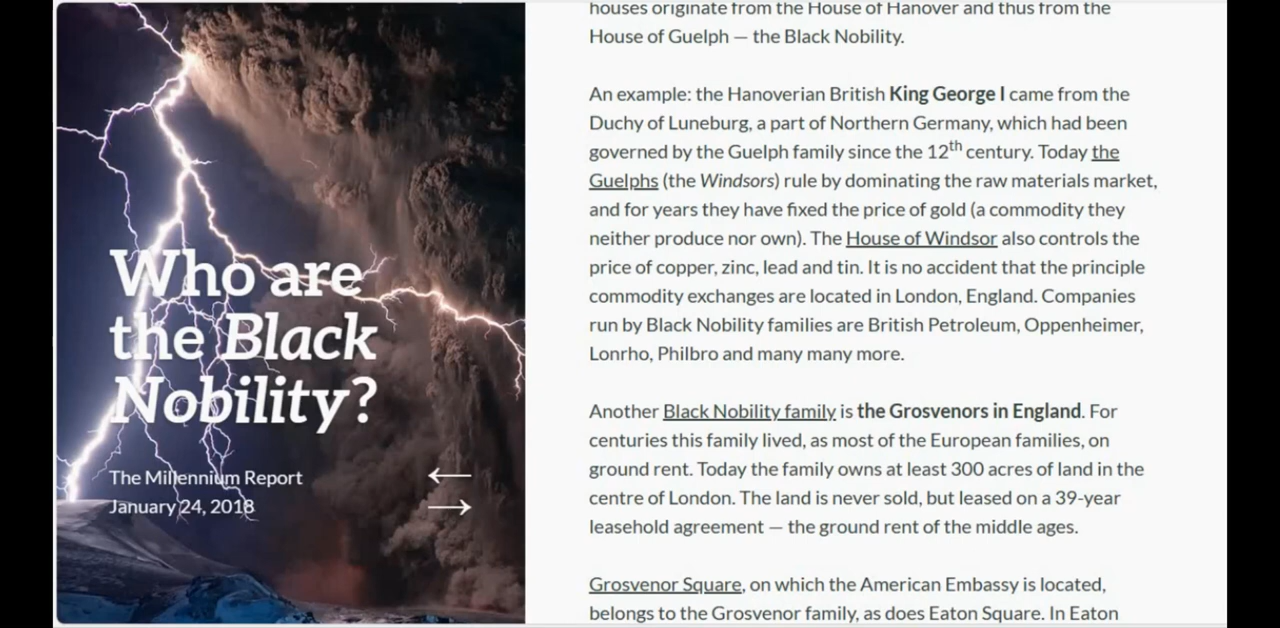 Who are
the Black
Nobility?
The Millennium Report
January 24, 2018
houses originate from the House of Hanover and thus from the
House of Guelph — the Black Nobility.
An example: the Hanoverian British King George I came from the
Duchy of Luneburg, a part of Northern Germany, which had been
governed by the Guelph family since the 12th century. Today the
Guelphs (the Windsors) rule by dominating the raw materials market,
and for years they have fixed the price of gold (a commodity they
neither produce nor own). The House of Windsor also controls the
price of copper, zinc, lead and tin. It is no accident that the principle
commodity exchanges are located in London, England. Companies
run by Black Nobility families are British Petroleum, Oppenheimer,
Lonrho, Philbro and many many more.
Another Black Nobility family is the Grosvenors in England. For
centuries this family lived, as most of the European families, on
ground rent. Today the family owns at least 300 acres of land in the
centre of London. The land is never sold, but leased on a 39-year
leasehold agreement — the ground rent of the middle ages.
Grosvenor Square, on which the American Embassy is located,
belongs to the Grosvenor family, as does Eaton Square. In Eaton